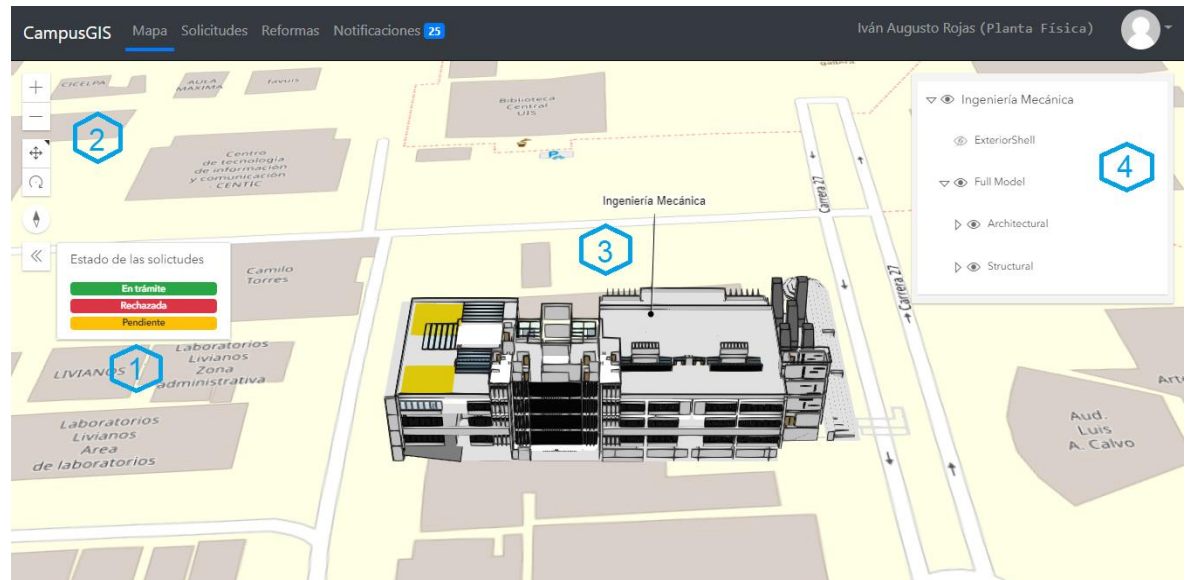 CampusGIS Mapa Solicitudes Reformas Notificaciones 25 Iván Augusto Rojas (Planta Física)
CICELPA
AULA
MAXIMA
favuis
Biblioteca
Central
UIS
2
Centro
de tecnología
de información
y comunicación
- CENTIC
P
Ingeniería Mecánica
ExteriorShell
Full Model
Architectural
Structural
4
Carrera 27
Ingeniería Mecánica
3
Estado de las solictudes
En trámite
Rechazada
Pendiente
Camilo
Torres
Carrera 27
1
LIVIANOS
Laboratorios
Livianos
Zona
administrativa
Laboratorios
Livianos
Area
de laboratorios
Aud.
Luis
A. Calvo